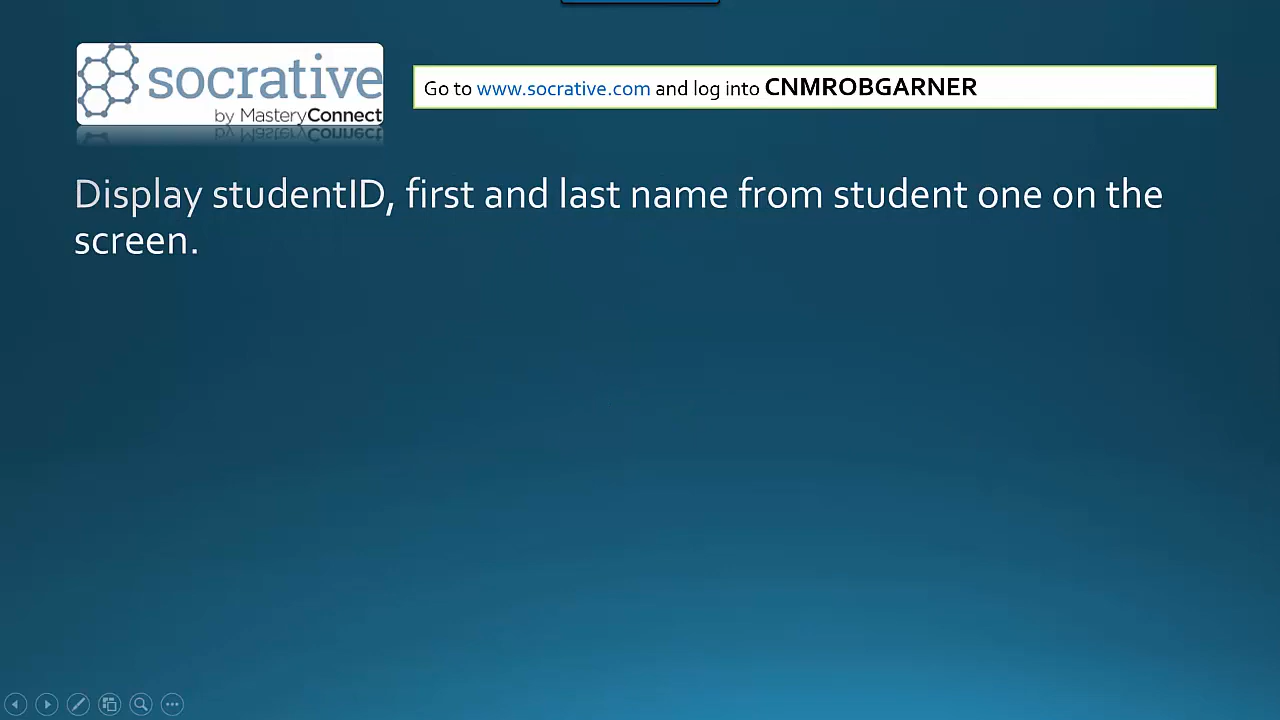 socrative
by MasteryConnect
Go to www.socrative.com and log into CNMROBGARNER
Display studentID, first and last name from student one on the
screen.